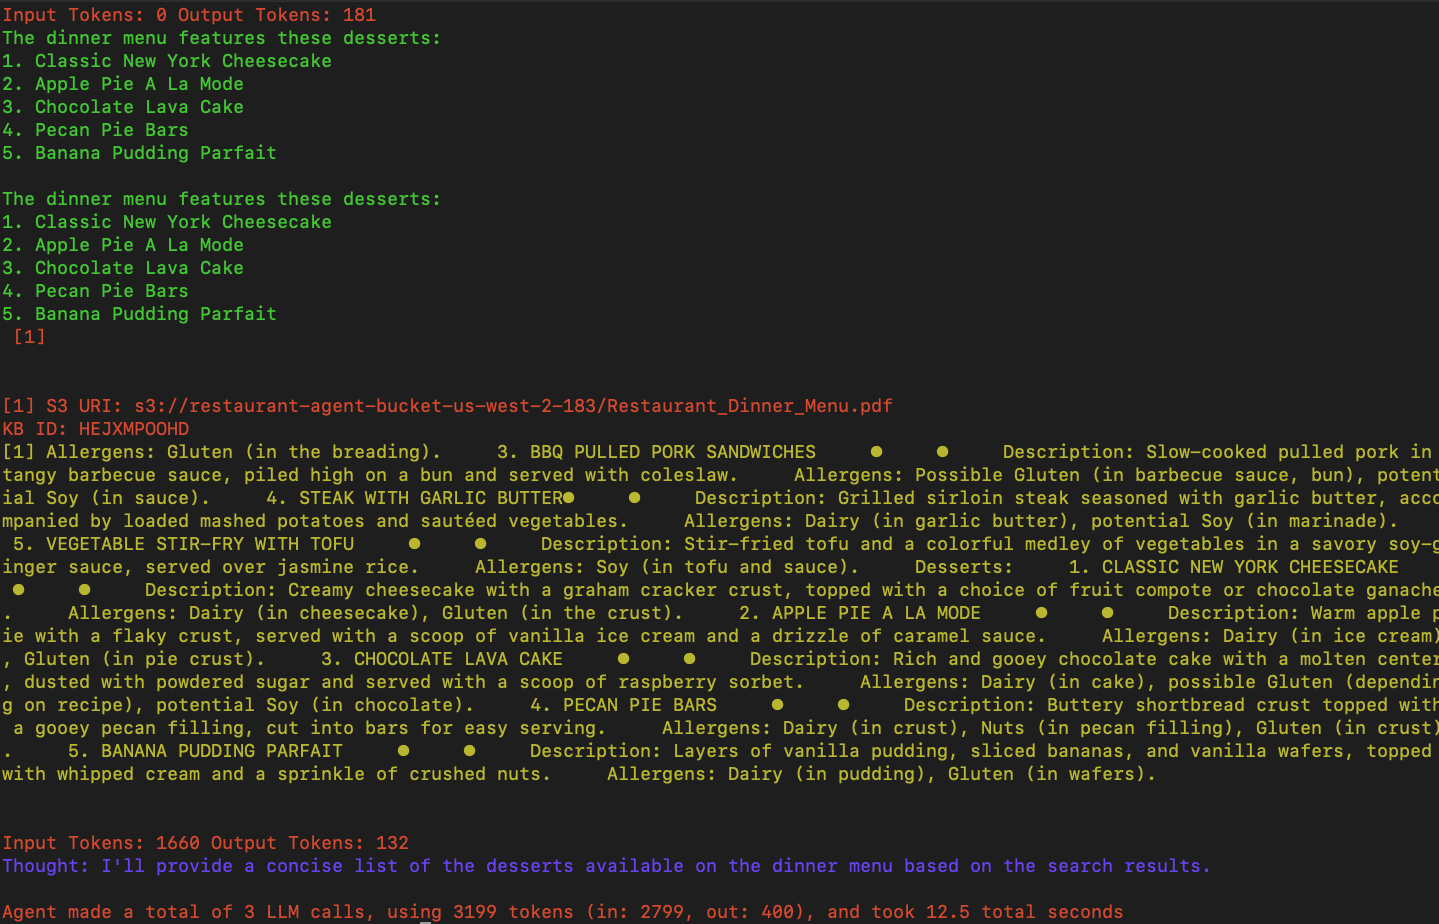 Input Tokens: 0 Output Tokens: 181
The dinner menu features these desserts:
1. Classic New York Cheesecake
2. Apple Pie A La Mode
3. Chocolate Lava Cake
4. Pecan Pie Bars
5. Banana Pudding Parfait
The dinner menu features these desserts:
1. Classic New York Cheesecake
2. Apple Pie A La Mode
3. Chocolate Lava Cake
4. Pecan Pie Bars
5. Banana Pudding Parfait
[1]
[1] S3 URI: s3://restaurant-agent-bucket-us-west-2-183/Restaurant_Dinner_Menu.pdf
KB ID: HEJXMPOOHD
[1] Allergens: Gluten (in the breading).     3. BBQ PULLED PORK SANDWICHES     ●     ●     Description: Slow-cooked pulled pork in
tangy barbecue sauce, piled high on a bun and served with coleslaw.     Allergens: Possible Gluten (in barbecue sauce, bun), potent
ial Soy (in sauce).     4. STEAK WITH GARLIC BUTTER●     ●     Description: Grilled sirloin steak seasoned with garlic butter, acco
mpanied by loaded mashed potatoes and sautéed vegetables.     Allergens: Dairy (in garlic butter), potential Soy (in marinade).
5. VEGETABLE STIR-FRY WITH TOFU     ●     ●     Description: Stir-fried tofu and a colorful medley of vegetables in a savory soy-g
inger sauce, served over jasmine rice.     Allergens: Soy (in tofu and sauce).     Desserts:     1. CLASSIC NEW YORK CHEESECAKE
●     ●     Description: Creamy cheesecake with a graham cracker crust, topped with a choice of fruit compote or chocolate ganache
.     Allergens: Dairy (in cheesecake), Gluten (in the crust).     2. APPLE PIE A LA MODE     ●     ●     Description: Warm apple p
ie with a flaky crust, served with a scoop of vanilla ice cream and a drizzle of caramel sauce.     Allergens: Dairy (in ice cream)
, Gluten (in pie crust).     3. CHOCOLATE LAVA CAKE     ●     ●     Description: Rich and gooey chocolate cake with a molten center
, dusted with powdered sugar and served with a scoop of raspberry sorbet.     Allergens: Dairy (in cake), possible Gluten (dependin
g on recipe), potential Soy (in chocolate).     4. PECAN PIE BARS     ●     ●     Description: Buttery shortbread crust topped with
a gooey pecan filling, cut into bars for easy serving.     Allergens: Dairy (in crust), Nuts (in pecan filling), Gluten (in crust)
.     5. BANANA PUDDING PARFAIT     ●     ●     Description: Layers of vanilla pudding, sliced bananas, and vanilla wafers, topped
with whipped cream and a sprinkle of crushed nuts.     Allergens: Dairy (in pudding), Gluten (in wafers).
Input Tokens: 1660 Output Tokens: 132
Thought: I'll provide a concise list of the desserts available on the dinner menu based on the search results.
Agent made a total of 3 LLM calls, using 3199 tokens (in: 2799, out: 400), and took 12.5 total seconds